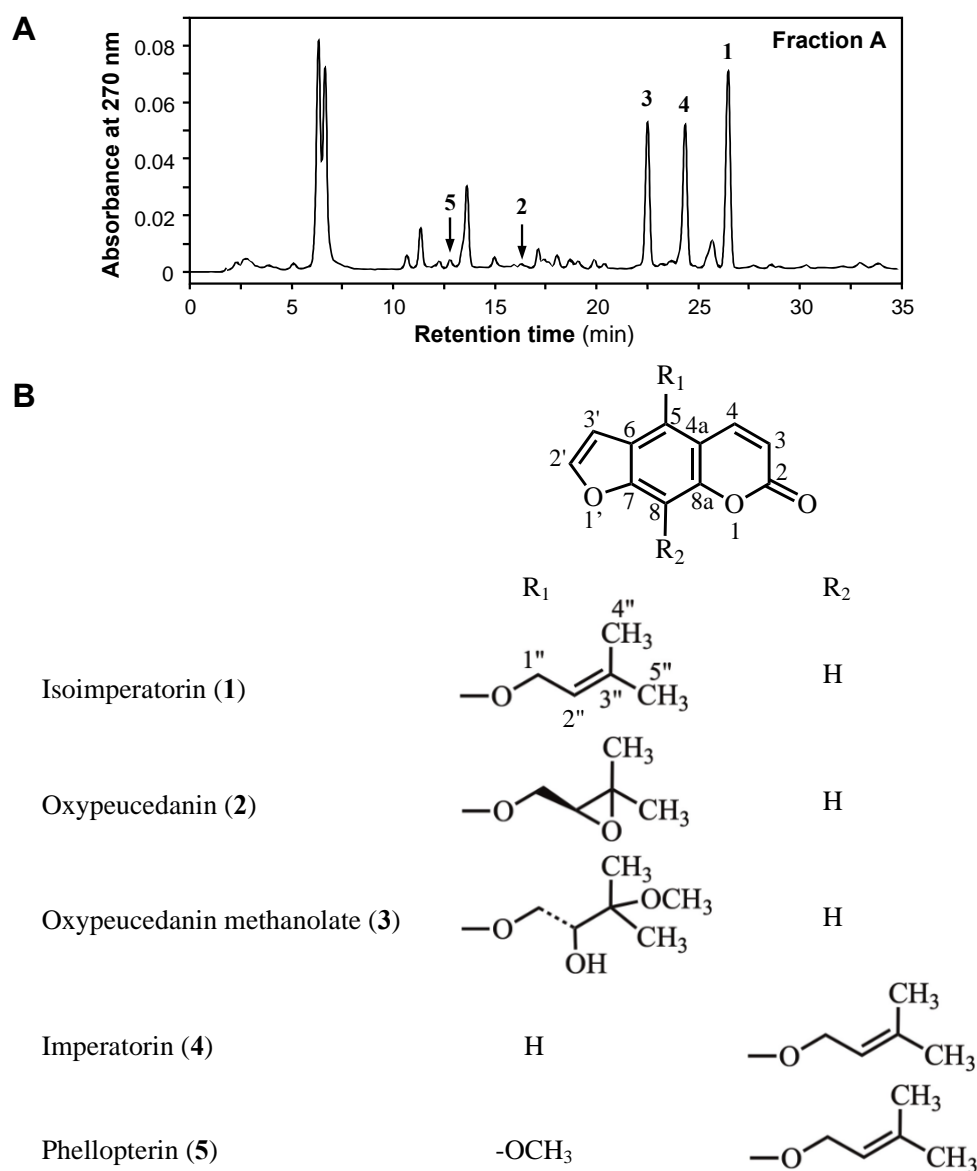 A
Fraction A
Absorbance at 270 nm
0.08
0.06
0.04
0.02
0
5
2
3
4
1
0 5 10 15 20 25 30 35
Retention time (min)
B
R1
3' 6 5 4a 4 3
2'
O 7 8 8a O 2 O
1’ 1
R2
R1 R2
Isoimperatorin (1)
1" 2" 3" 4" 5"
O CH3 CH3
H
Oxypeucedanin (2)
O O CH3 CH3
H
Oxypeucedanin methanolate (3)
O OH CH3 OCH3 CH3
H
Imperatorin (4)
H
O CH3 CH3
Phellopterin (5)
-OCH3
O CH3 CH3